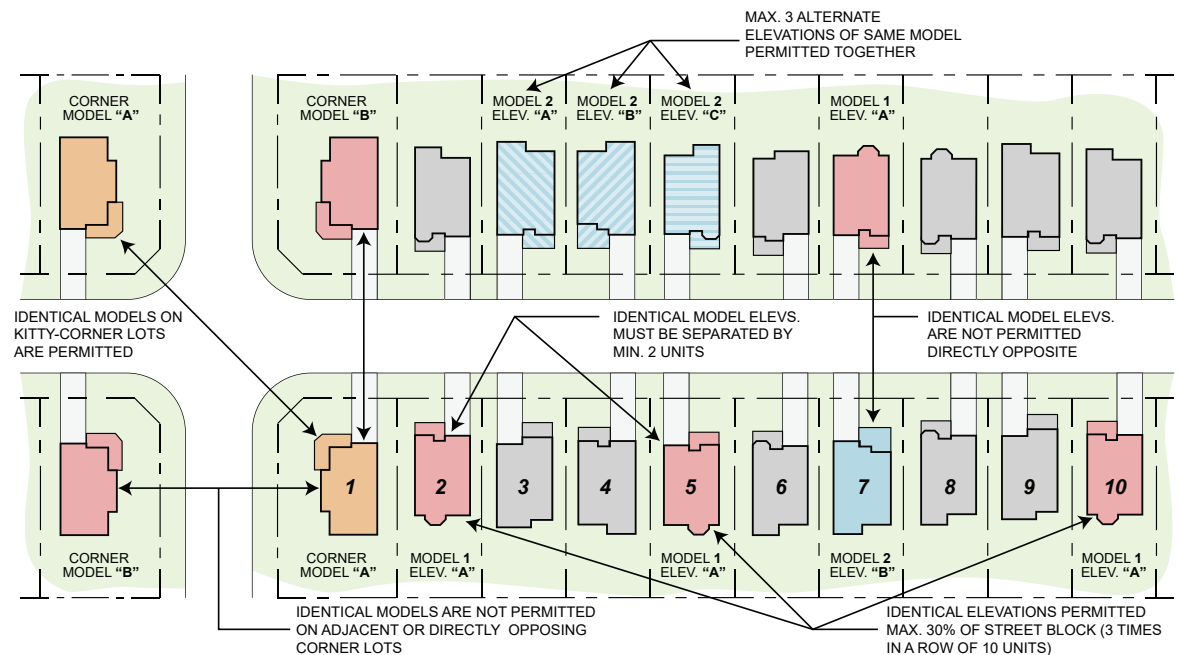 MAX. 3 ALTERNATE
ELEVATIONS OF SAME MODEL
PERMITTED TOGETHER
CORNER
MODEL “A”
CORNER
MODEL “B”
MODEL 2
ELEV. “A”
MODEL 2
ELEV. “B”
MODEL 2
ELEV. “C”
MODEL 1
ELEV. “A”
IDENTICAL MODELS ON
KITTY-CORNER LOTS
ARE PERMITTED
IDENTICAL MODEL ELEVS.
MUST BE SEPARATED BY
MIN. 2 UNITS
IDENTICAL MODEL ELEVS.
ARE NOT PERMITTED
DIRECTLY OPPOSITE
1
2
3
4
5
6
7
8
9
10
CORNER
MODEL “B”
CORNER
MODEL “A”
MODEL 1
ELEV. “A”
MODEL 1
ELEV. “A”
MODEL 2
ELEV. “B”
MODEL 1
ELEV. “A”
IDENTICAL MODELS ARE NOT PERMITTED
ON ADJACENT OR DIRECTLY OPPOSING
CORNER LOTS
IDENTICAL ELEVATIONS PERMITTED
MAX. 30% OF STREET BLOCK (3 TIMES
IN A ROW OF 10 UNITS)